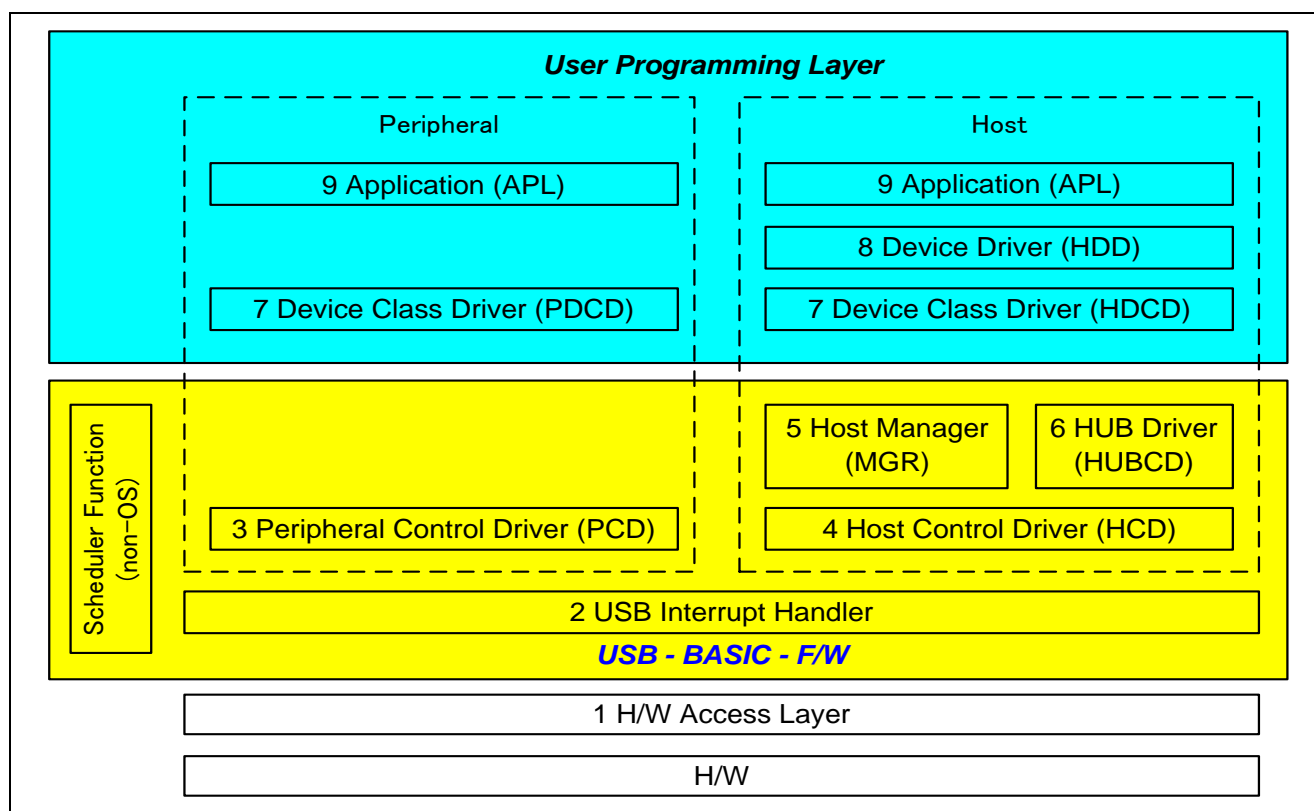 User Programming Layer
Peripheral
Host
9 Application (APL)
9 Application (APL)
8 Device Driver (HDD)
7 Device Class Driver (PDCD)
7 Device Class Driver (HDCD)
Scheduler Function
(non-OS)
5 Host Manager
(MGR)
6 HUB Driver
(HUBCD)
3 Peripheral Control Driver (PCD)
4 Host Control Driver (HCD)
2 USB Interrupt Handler
USB - BASIC - F/W
1 H/W Access Layer
H/W